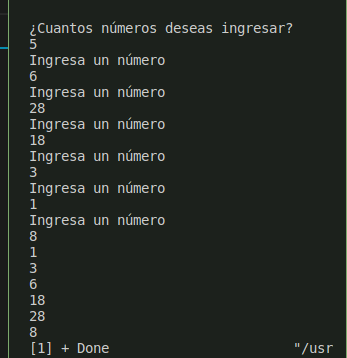 ¿Cuantos números deseas ingresar?
5
Ingresa un número
6
Ingresa un número
28
Ingresa un número
18
Ingresa un número
3
Ingresa un número
1
Ingresa un número
8
1
3
6
18
28
8
[1] + Done "/usr